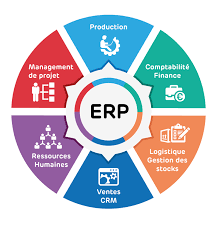 Production
Management
de projet
Comptabilité
Finance
ERP
Ressources
Humaines
Logistique
Gestion des
stocks
Ventes
CRM